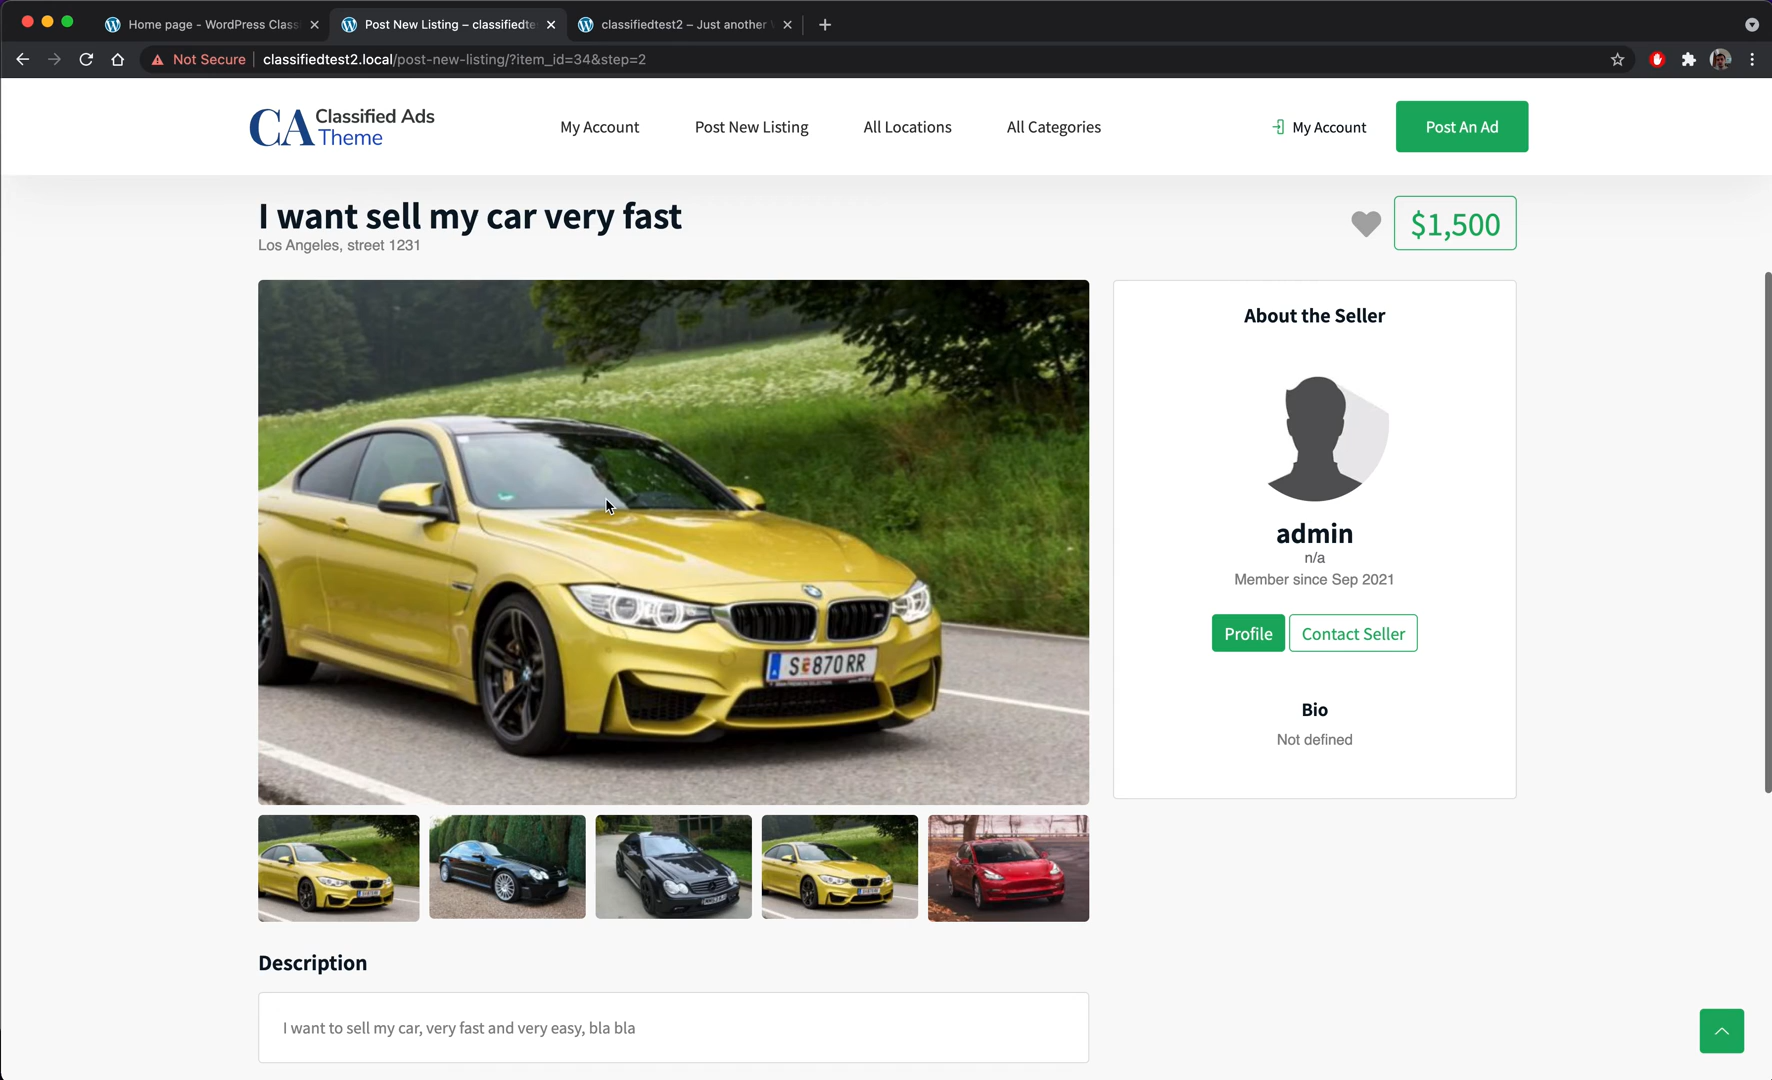 Home page - WordPress Class
Post New Listing – classifiedte
classifiedtest2 – Just another W
Not Secure
classifiedtest2.local/post-new-listing/?item_id=34&step=2
CA Classified Ads
Theme
My Account
Post New Listing
All Locations
All Categories
My Account
Post An Ad
I want sell my car very fast
$1,500
Los Angeles, street 1231
About the Seller
admin
n/a
Member since Sep 2021
Profile
Contact Seller
S 870 RR
Bio
Not defined
Description
I want to sell my car, very fast and very easy, bla bla